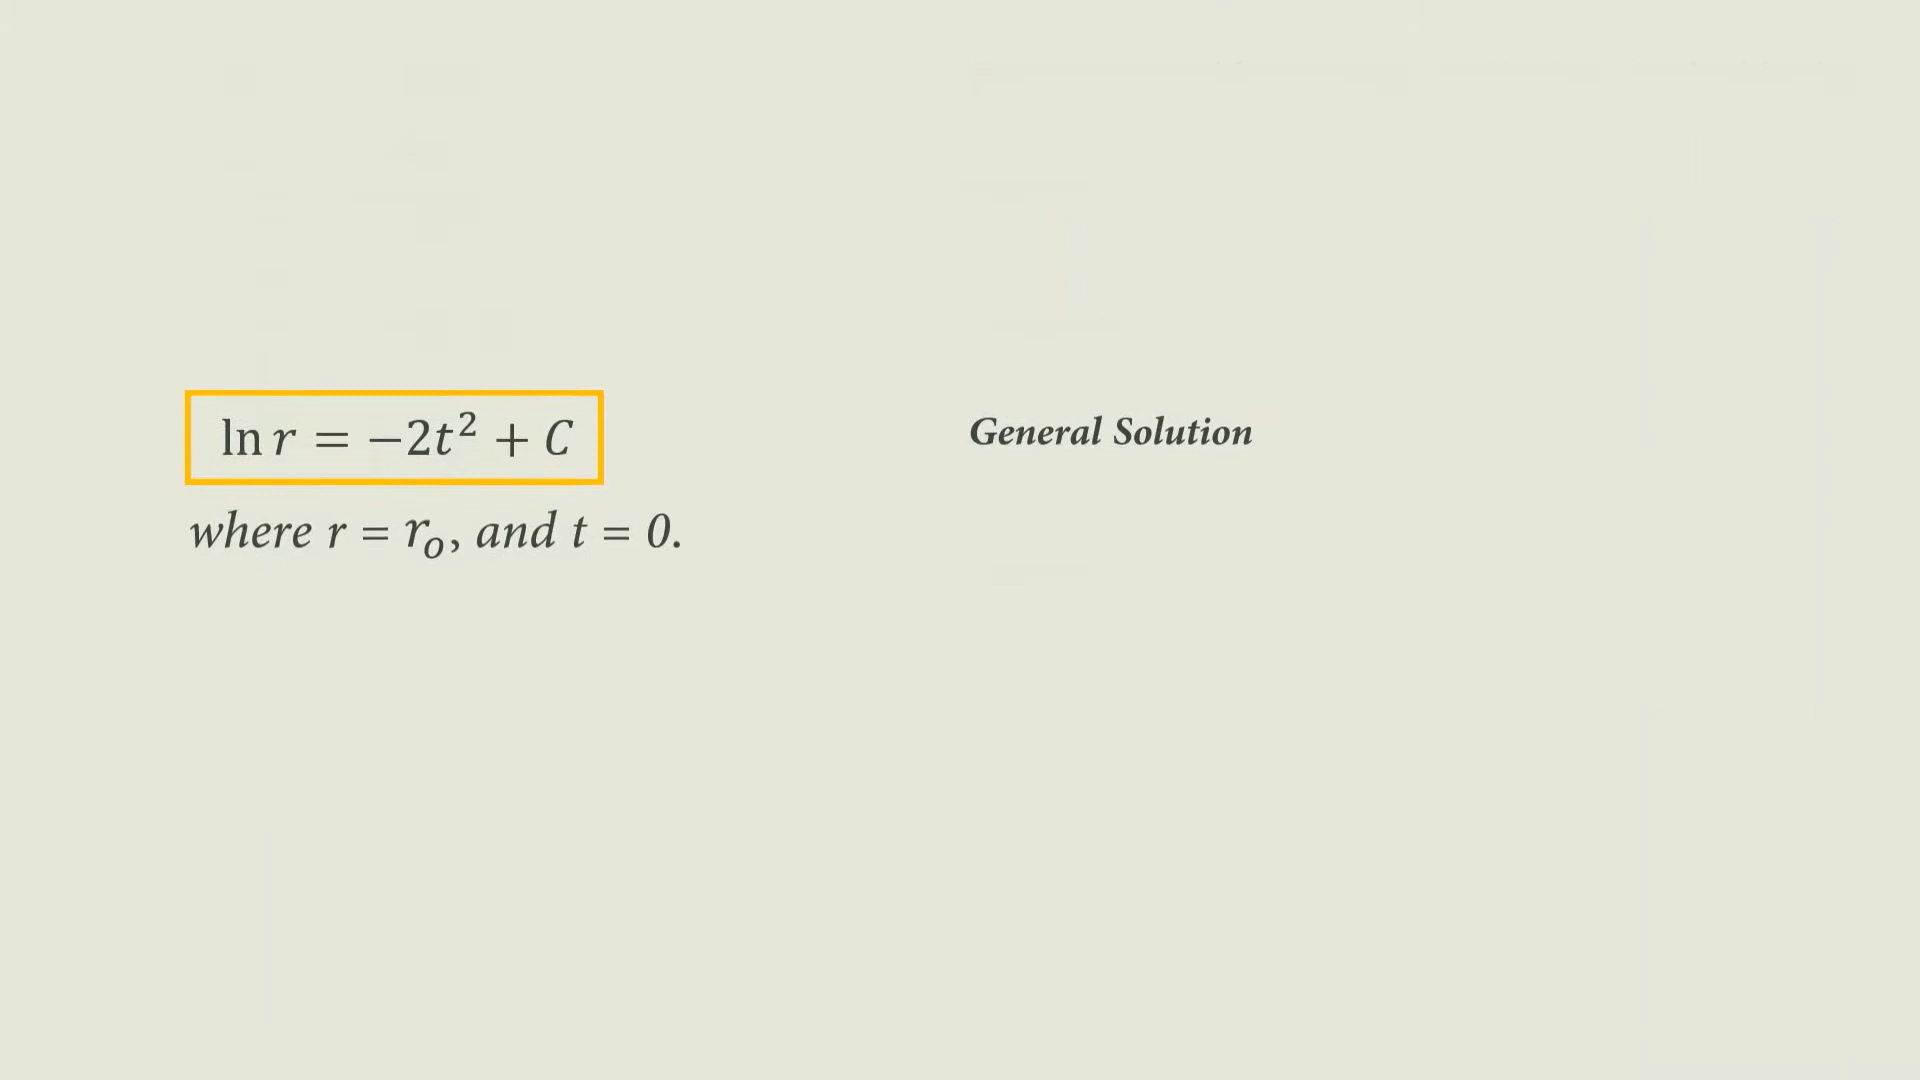 ln r = −2t² + C
General Solution
where r = rₒ, and t = 0.